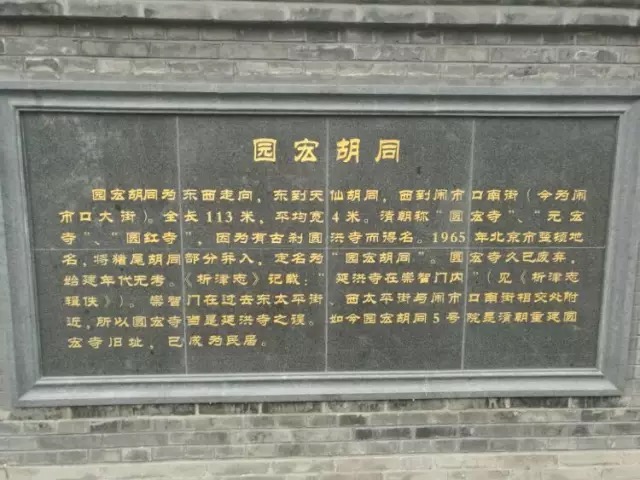 园宏胡同
圆宏胡同为东西走向，东到天仙胡同，西到闹市口南街（今为闹
市口大街）。全长113米，平均宽4米。清朝称“圆宏寺”、“元宏
寺”、“圆红寺”，因为有古刹圆洪寺而得名。1965年北京市整顿地
名，将猪尾胡同部分并入，定名为“园宏胡同”。圆宏寺久已废弃，
始建年代无考。《析津志》记载：“延洪寺在崇智门内”（见《析津志
辑佚》）。崇智门在过去东太平街、西太平街与闹市口南街相交处附
近，所以圆宏寺当是延洪寺之误。如今园宏胡同5号院是清朝重建圆
宏寺旧址，已成为民居。